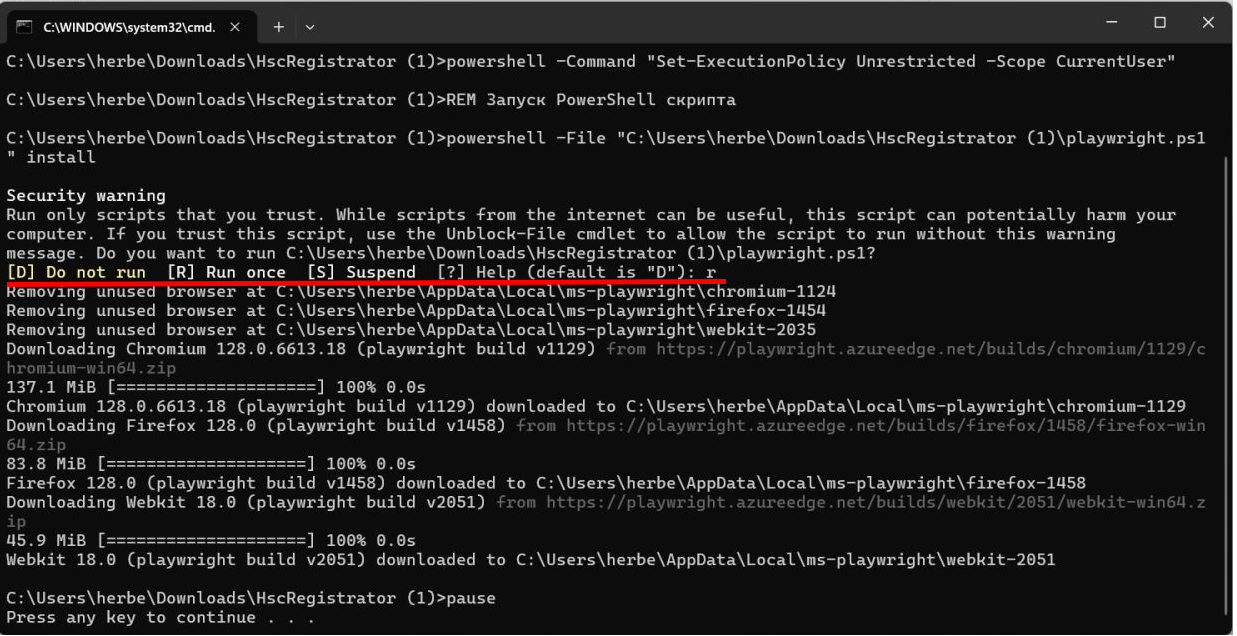 C:\WINDOWS\system32\cmd.
C:\Users\herbe\Downloads\HscRegistrator (1)>powershell -Command "Set-ExecutionPolicy Unrestricted -Scope CurrentUser"
C:\Users\herbe\Downloads\HscRegistrator (1)>REM Запуск PowerShell скрипта
C:\Users\herbe\Downloads\HscRegistrator (1)>powershell -File "C:\Users\herbe\Downloads\HscRegistrator (1)\playwright.ps1
" install
Security warning
Run only scripts that you trust. While scripts from the internet can be useful, this script can potentially harm your
computer. If you trust this script, use the Unblock-File cmdlet to allow the script to run without this warning
message. Do you want to run C:\Users\herbe\Downloads\HscRegistrator (1)\playwright.ps1?
[D] Do not run  [R] Run once  [S] Suspend  [?] Help (default is "D"): r
Removing unused browser at C:\Users\herbe\AppData\Local\ms-playwright\chromium-1124
Removing unused browser at C:\Users\herbe\AppData\Local\ms-playwright\firefox-1454
Removing unused browser at C:\Users\herbe\AppData\Local\ms-playwright\webkit-2035
Downloading Chromium 128.0.6613.18 (playwright build v1129) from https://playwright.azureedge.net/builds/chromium/1129/c
hromium-win64.zip
137.1 MiB [====================] 100% 0.0s
Chromium 128.0.6613.18 (playwright build v1129) downloaded to C:\Users\herbe\AppData\Local\ms-playwright\chromium-1129
Downloading Firefox 128.0 (playwright build v1458) from https://playwright.azureedge.net/builds/firefox/1458/firefox-win
64.zip
83.8 MiB [====================] 100% 0.0s
Firefox 128.0 (playwright build v1458) downloaded to C:\Users\herbe\AppData\Local\ms-playwright\firefox-1458
Downloading Webkit 18.0 (playwright build v2051) from https://playwright.azureedge.net/builds/webkit/2051/webkit-win64.z
ip
45.9 MiB [====================] 100% 0.0s
Webkit 18.0 (playwright build v2051) downloaded to C:\Users\herbe\AppData\Local\ms-playwright\webkit-2051
C:\Users\herbe\Downloads\HscRegistrator (1)>pause
Press any key to continue . . .